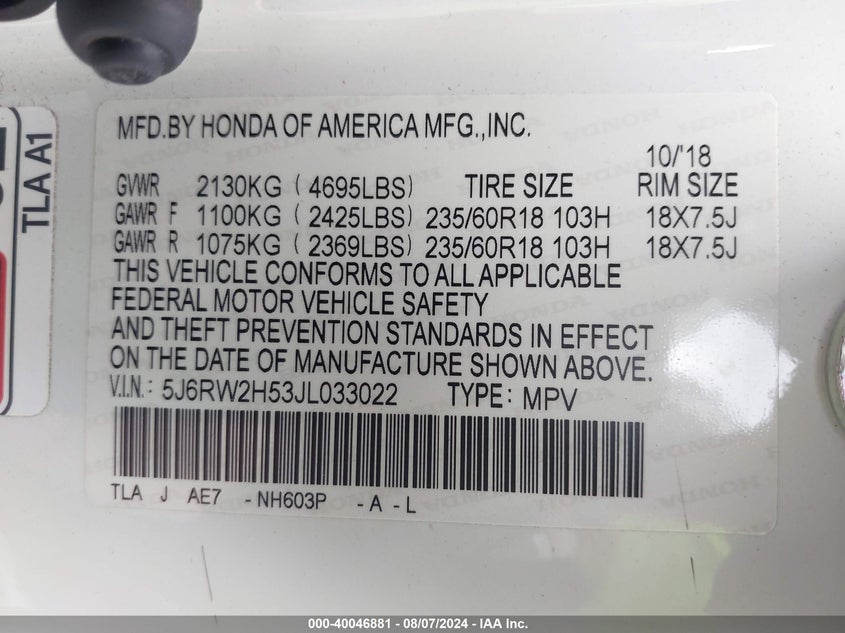 TLA A1
MFD.BY HONDA OF AMERICA MFG.,INC.
10/'18
GVWR 2130KG ( 4695LBS) TIRE SIZE RIM SIZE
GAWR F 1100KG ( 2425LBS) 235/60R18 103H 18X7.5J
GAWR R 1075KG ( 2369LBS) 235/60R18 103H 18X7.5J
THIS VEHICLE CONFORMS TO ALL APPLICABLE
FEDERAL MOTOR VEHICLE SAFETY
AND THEFT PREVENTION STANDARDS IN EFFECT
ON THE DATE OF MANUFACTURE SHOWN ABOVE.
V.I.N.: 5J6RW2H53JL033022 TYPE: MPV
TLA J AE7 -NH603P -A -L
000-40046881 - 08/07/2024 - IAA Inc.